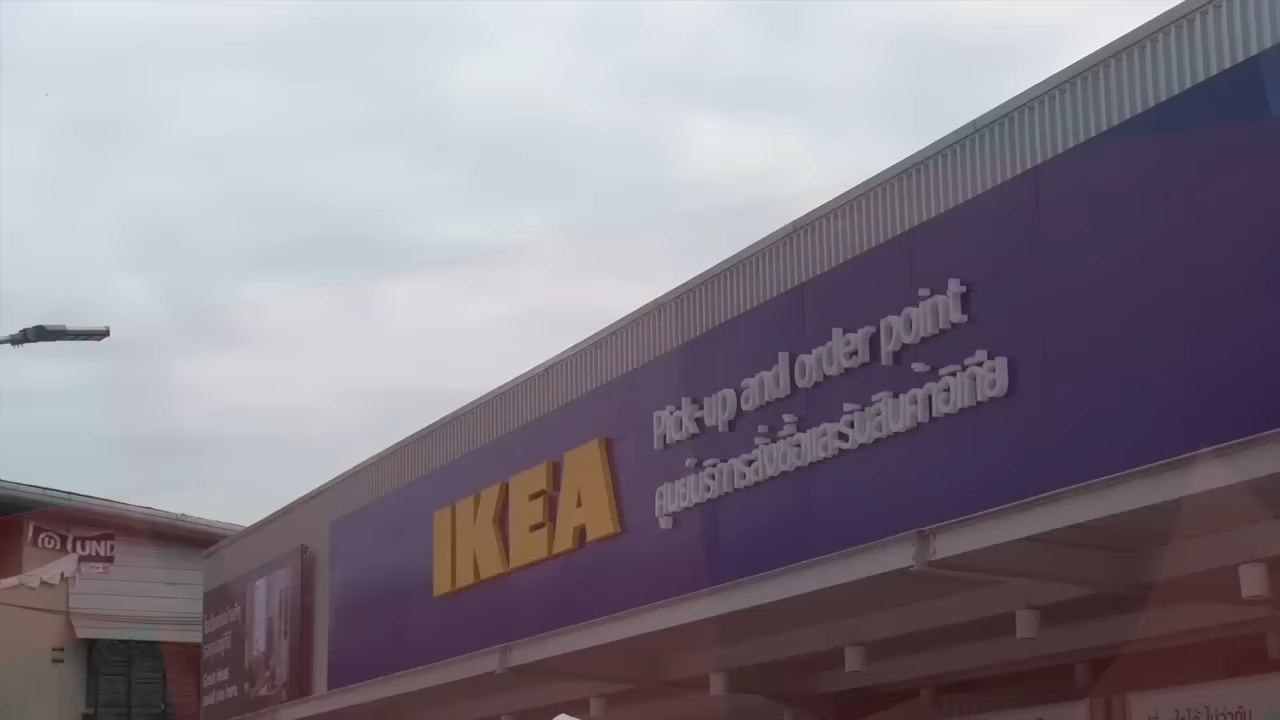 IKEA
Pick-up and order point
ศูนย์บริการสั่งซื้อและรับสินค้าอิเกีย
UND